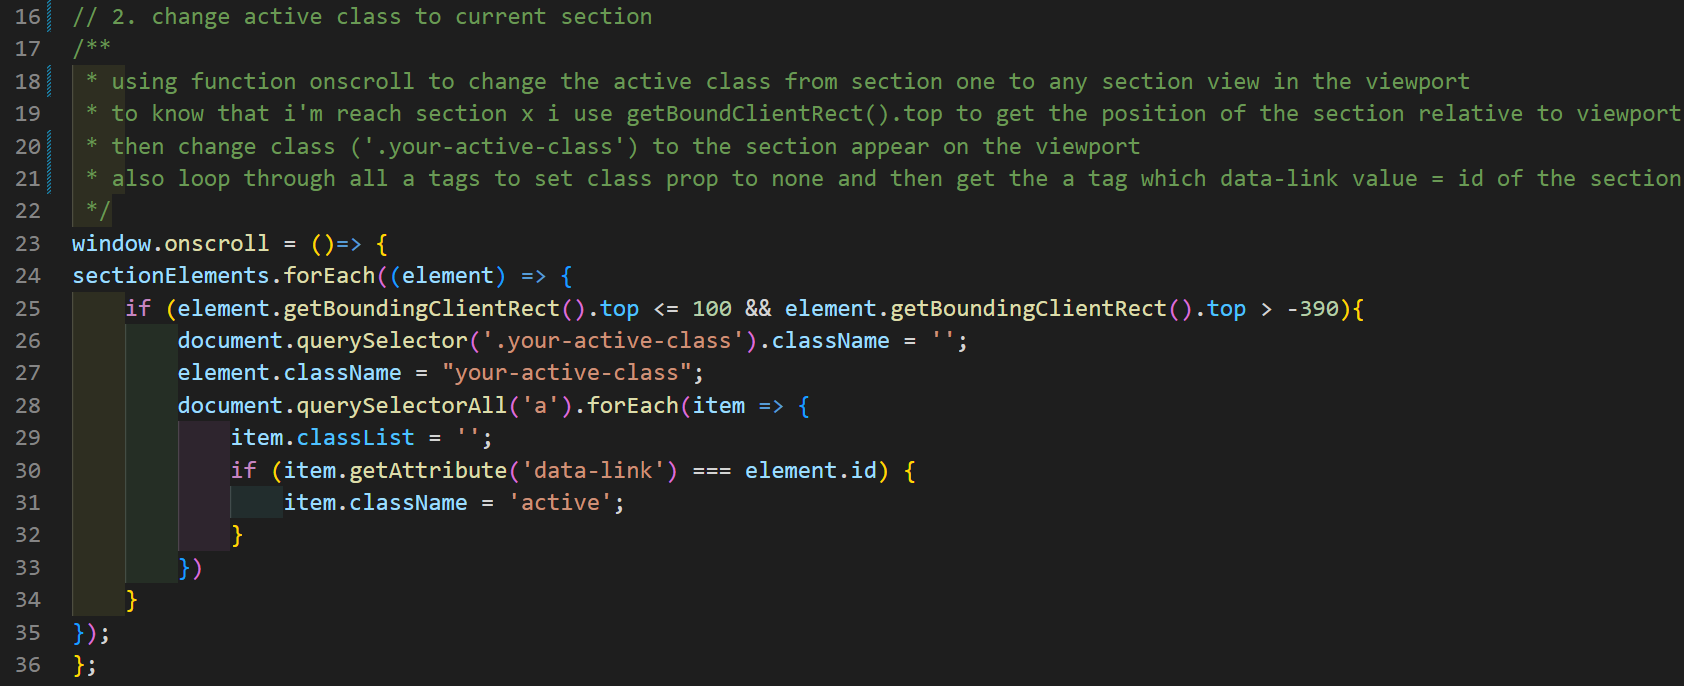 16 // 2. change active class to current section
17 /**
18  * using function onscroll to change the active class from section one to any section view in the viewport
19  * to know that i'm reach section x i use getBoundClientRect().top to get the position of the section relative to viewport
20  * then change class ('.your-active-class') to the section appear on the viewport
21  * also loop through all a tags to set class prop to none and then get the a tag which data-link value = id of the section
22  */
23 window.onscroll = ()=> {
24 sectionElements.forEach((element) => {
25     if (element.getBoundingClientRect().top <= 100 && element.getBoundingClientRect().top > -390){
26         document.querySelector('.your-active-class').className = '';
27         element.className = "your-active-class";
28         document.querySelectorAll('a').forEach(item => {
29             item.classList = '';
30             if (item.getAttribute('data-link') === element.id) {
31                 item.className = 'active';
32             }
33         })
34     }
35 });
36 };